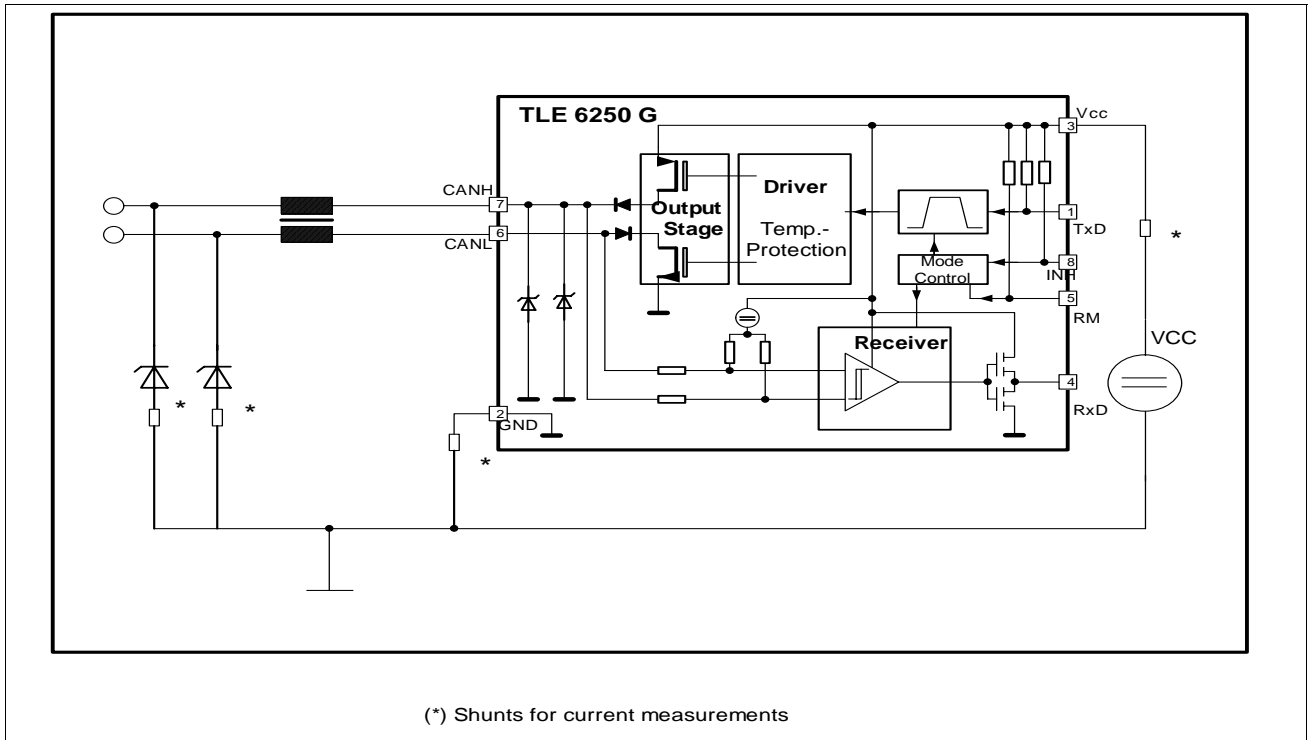 TLE 6250 G
Vcc
3
CANH
7
Output
Stage
Driver
Temp.-
Protection
1
TxD
*
6
CANL
Mode
Control
8
INH
5
RM
VCC
Receiver
4
RxD
*
*
2
GND
*
(*) Shunts for current measurements